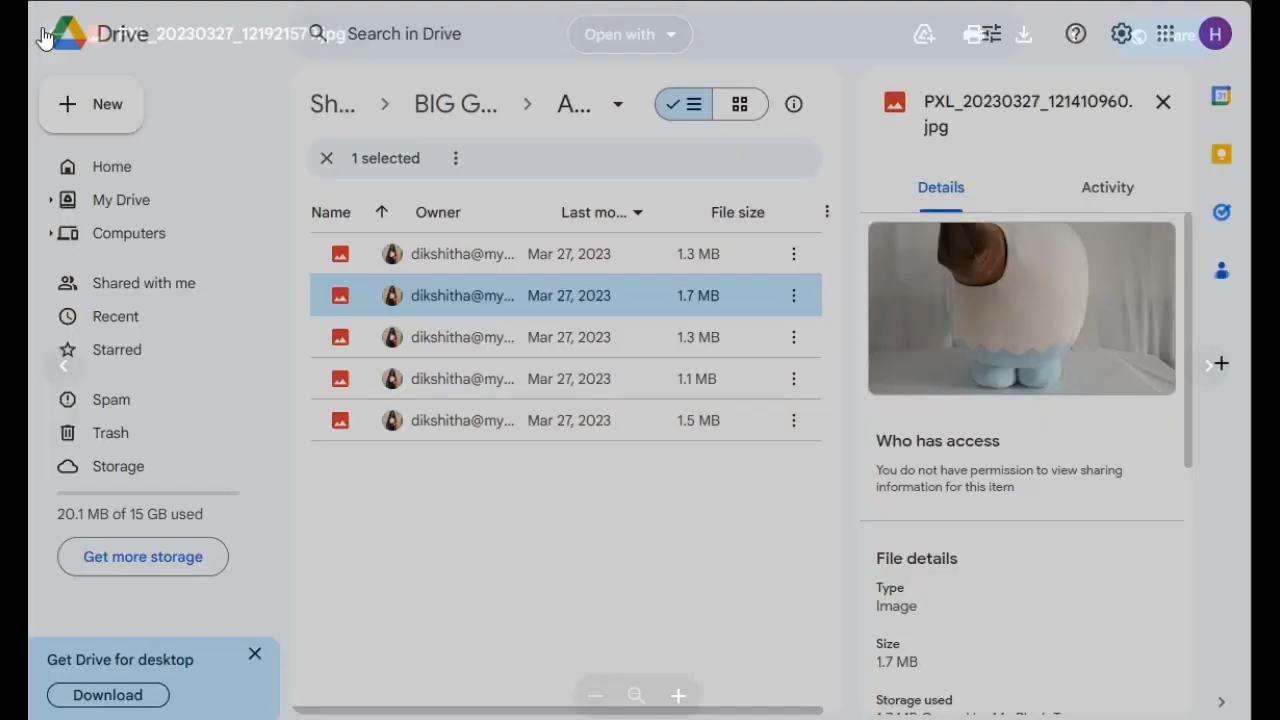 Drive
PXL_20230327_121921571.jpg
Search in Drive
Open with
Share
H
New
Sh...
BIG G...
A...
PXL_20230327_121410960.
jpg
1 selected
Home
My Drive
Computers
Shared with me
Recent
Starred
Spam
Trash
Storage
20.1 MB of 15 GB used
Get more storage
Get Drive for desktop
Download
Name Owner Last mo... File size
dikshitha@my... Mar 27, 2023 1.3 MB
dikshitha@my... Mar 27, 2023 1.7 MB
dikshitha@my... Mar 27, 2023 1.3 MB
dikshitha@my... Mar 27, 2023 1.1 MB
dikshitha@my... Mar 27, 2023 1.5 MB
Details Activity
Who has access
You do not have permission to view sharing
information for this item
File details
Type
Image
Size
1.7 MB
Storage used
31